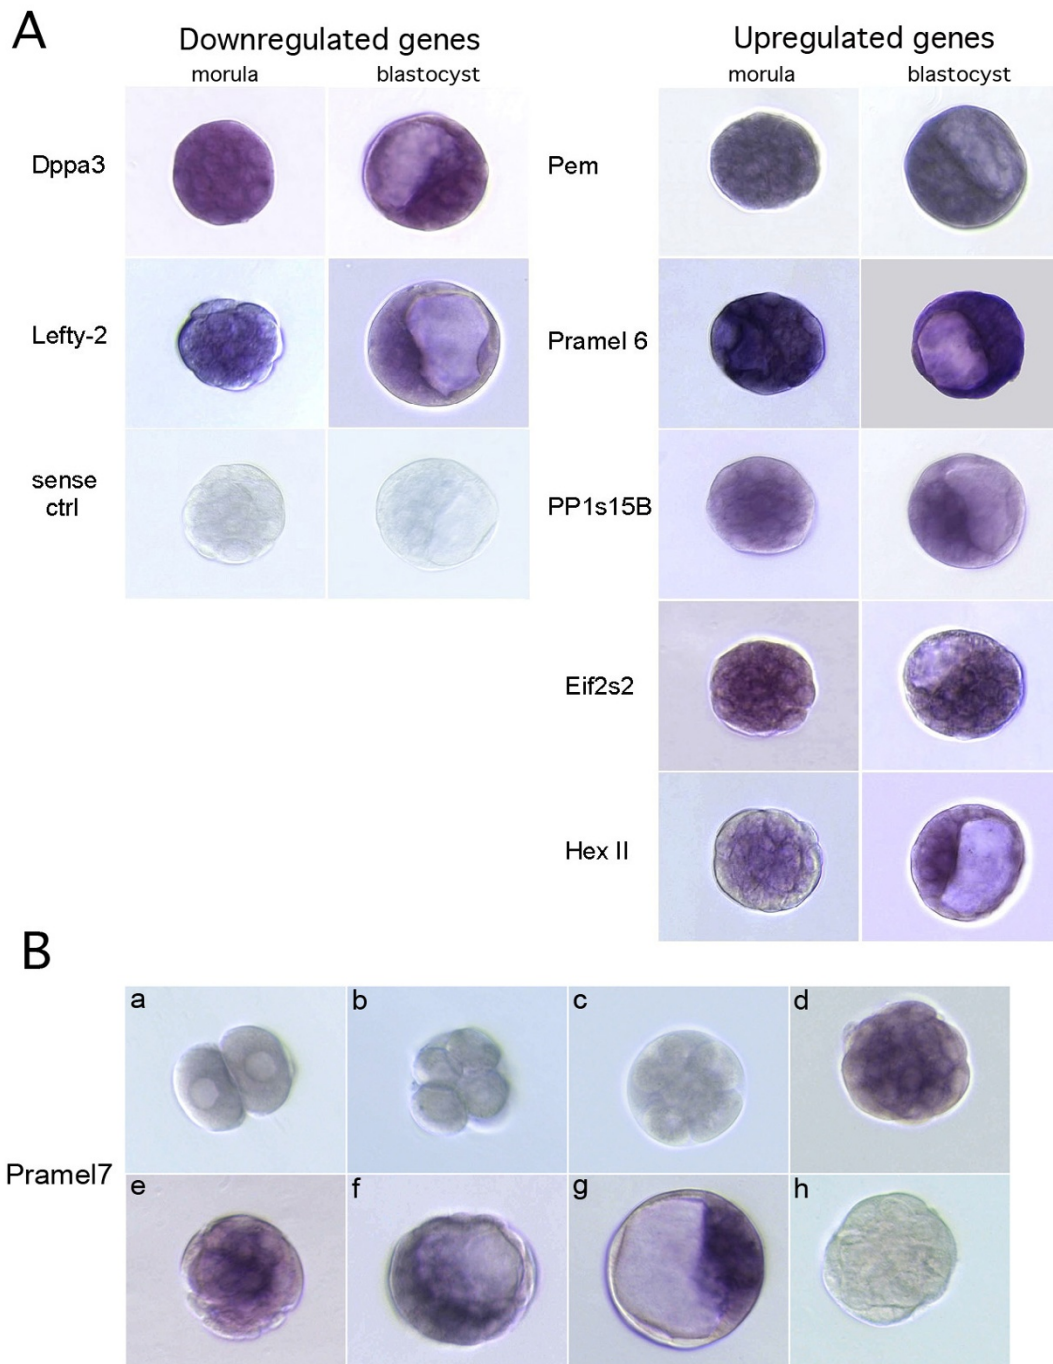 A
Downregulated genes
morula blastocyst
Dppa3
Lefty-2
sense
ctrl
Upregulated genes
morula blastocyst
Pem
Pramel 6
PP1s15B
Eif2s2
Hex II
B
a b c d
Pramel7
e f g h